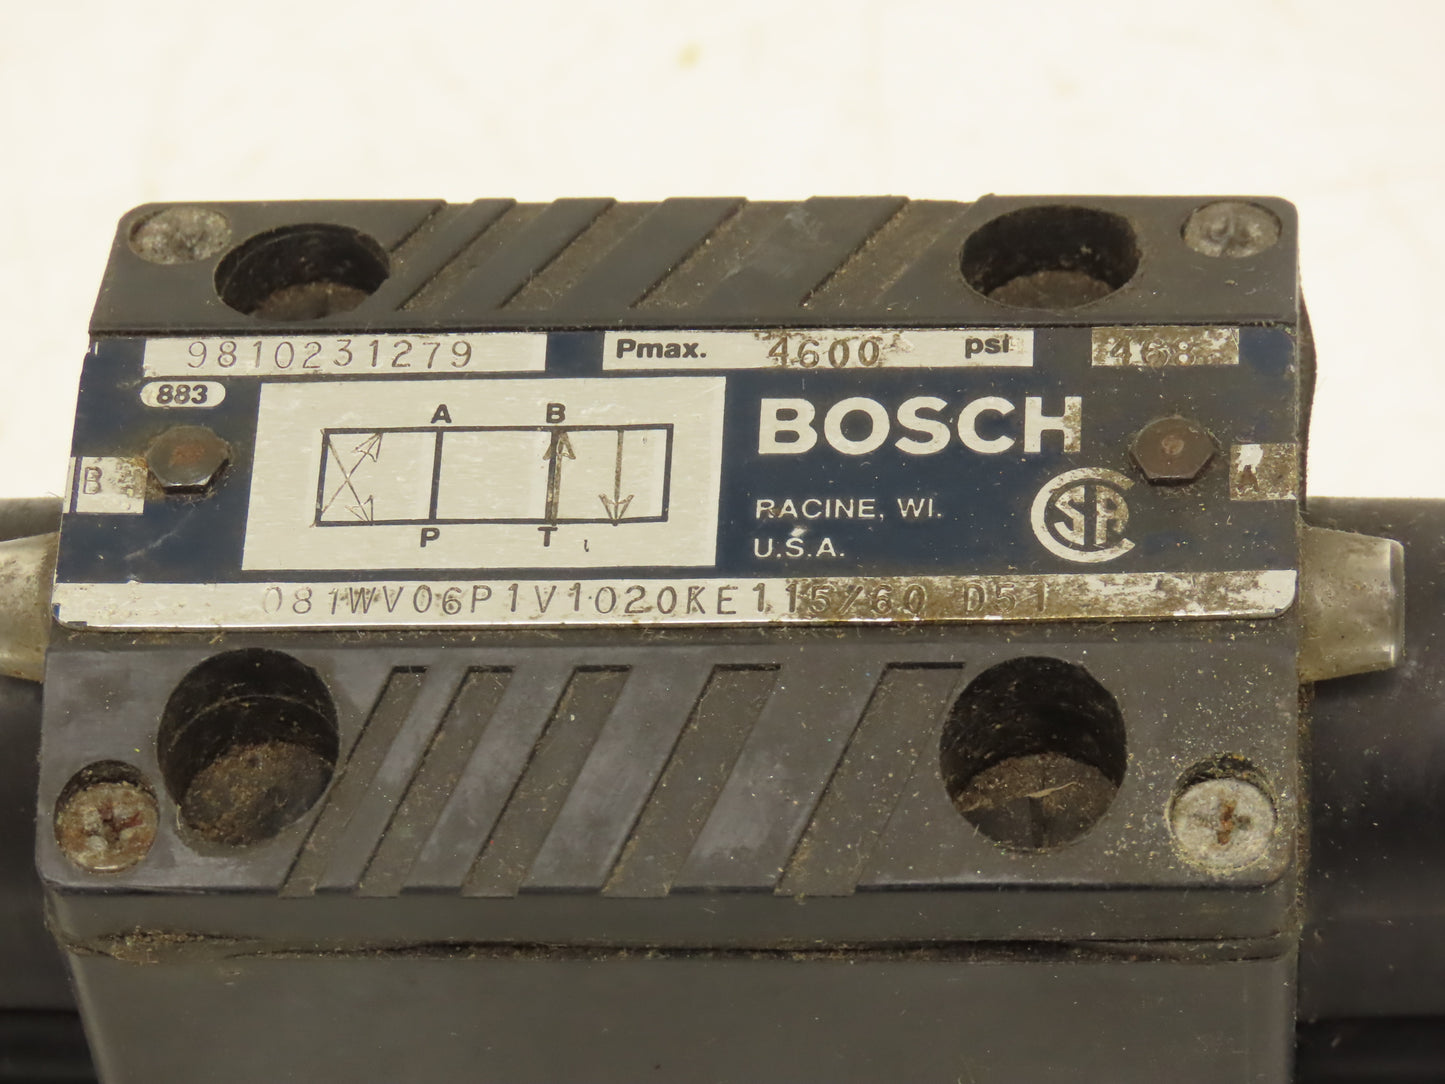 9810231279 Pmax. 4600 psi 468
883
A B
BOSCH
B A
RACINE, WI.
U.S.A.
P T
081WV06P1V1020KE115/60 D51